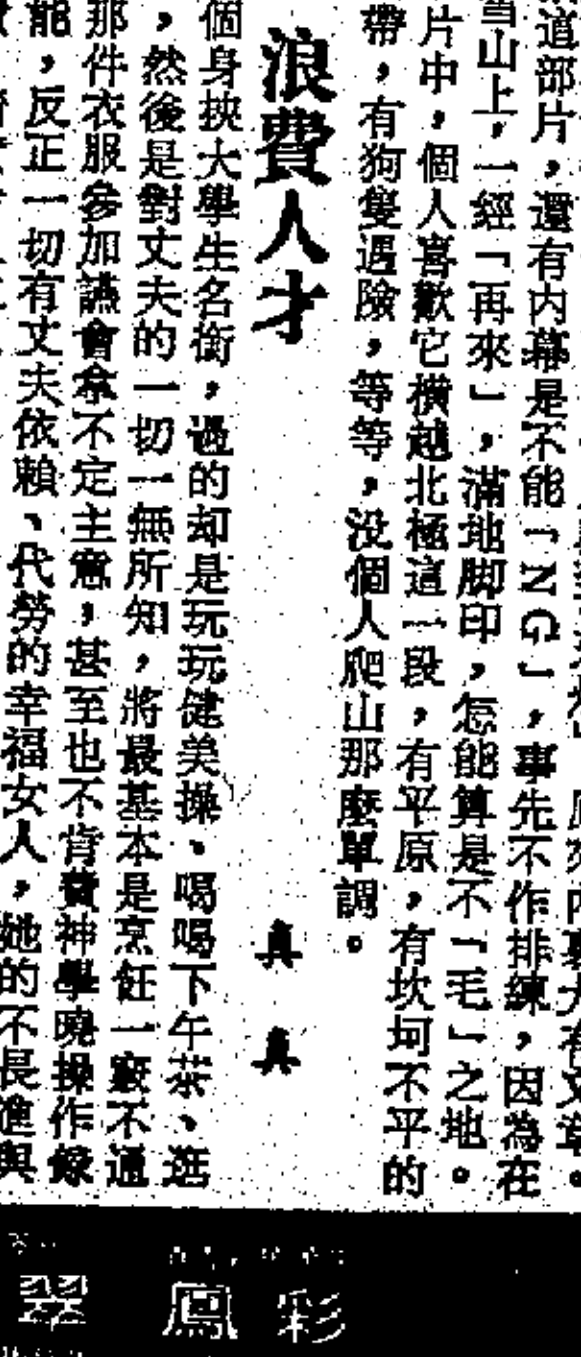 這部片，還有内幕是不能「NG」，事先不作排練，因為在
雪山上，一經「再來」，滿地脚印，怎能算是不「毛」之地。
片中，個人喜歡它横越北極這一段，有平原，有坎坷不平的
帶，有狗隻遇險，等等，没個人爬山那麼單調。
浪費人才
真真
個身挾大學生名銜，過的却是玩玩健美操、喝喝下午茶、逛
，然後是對丈夫的一切一無所知，將最基本是烹飪一竅不通
那件衣服參加讌會拿不定主意，甚至也不肯費神學曉操作錄
能，反正一切有丈夫依賴、代勞的幸福女人，她的不長進與
彩鳳
翠